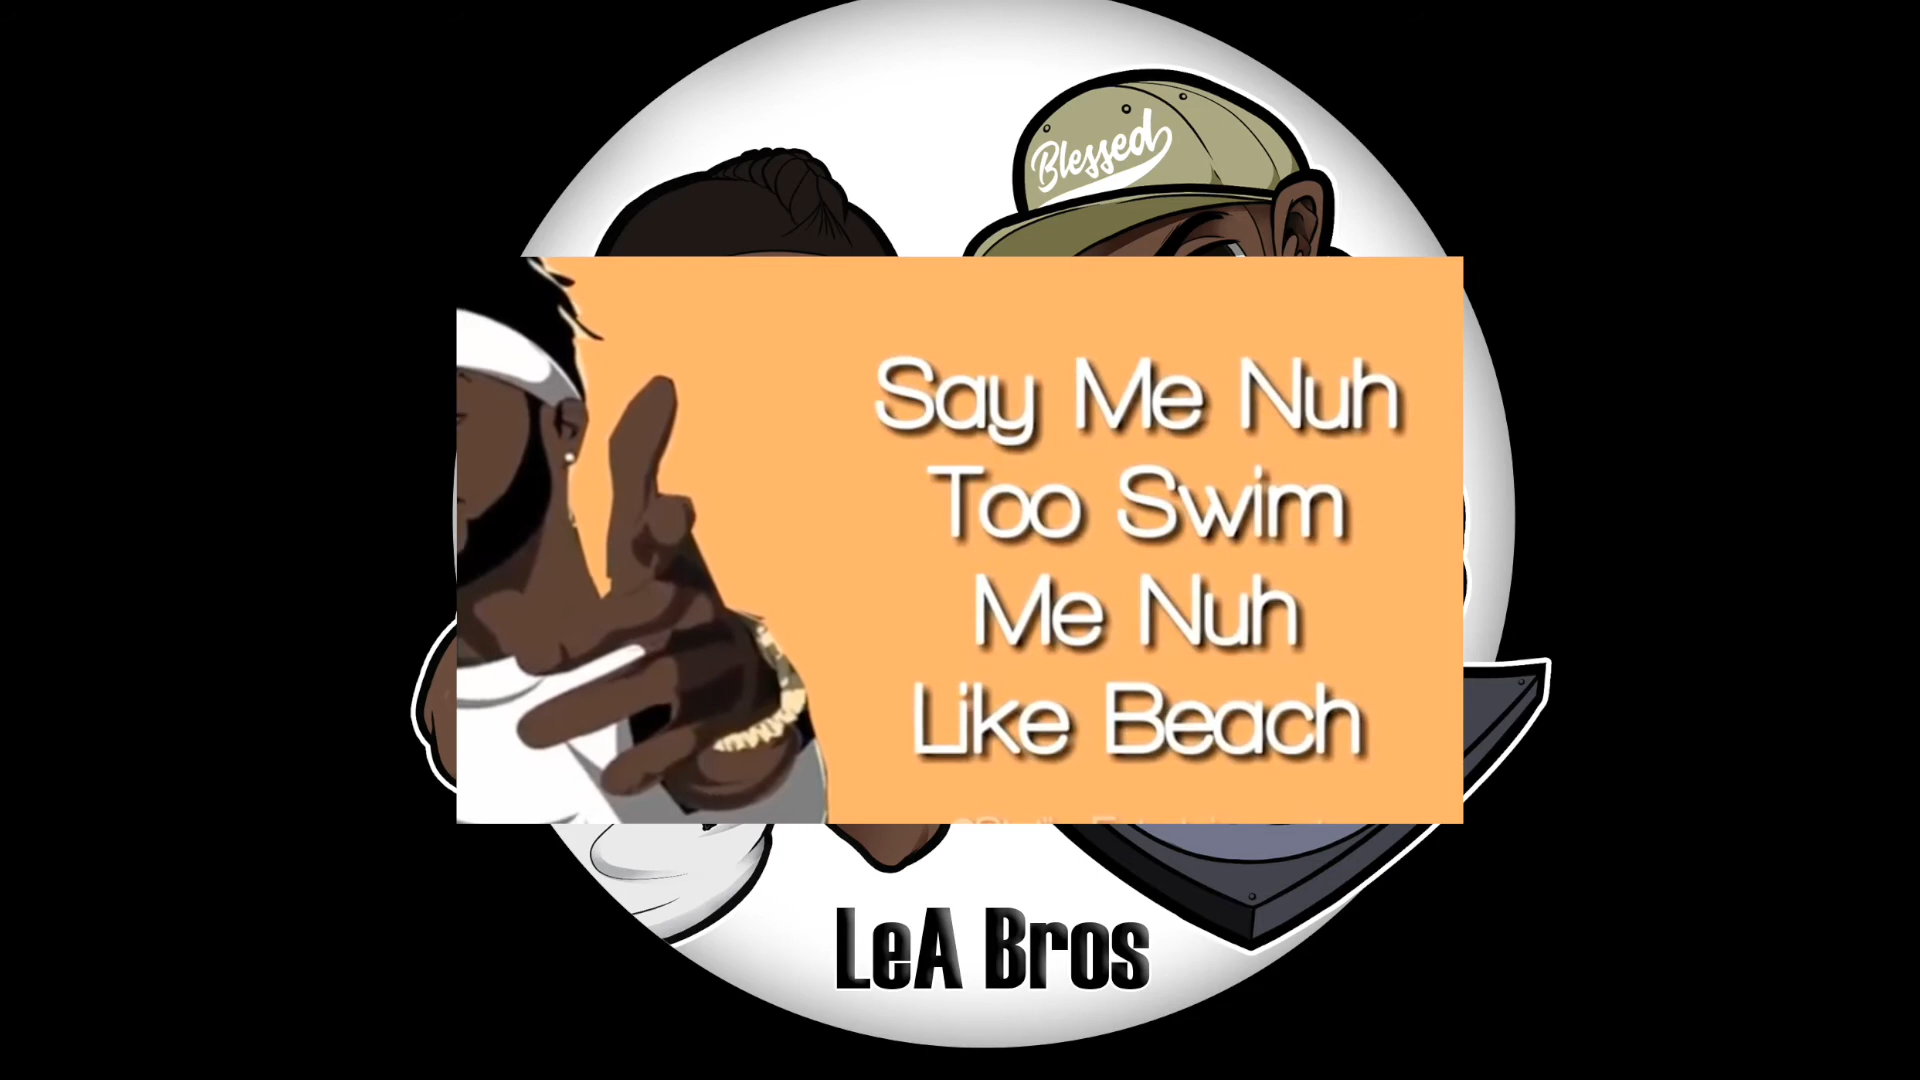 Blessed
Say Me Nuh
Too Swim
Me Nuh
Like Beach
LeA Bros